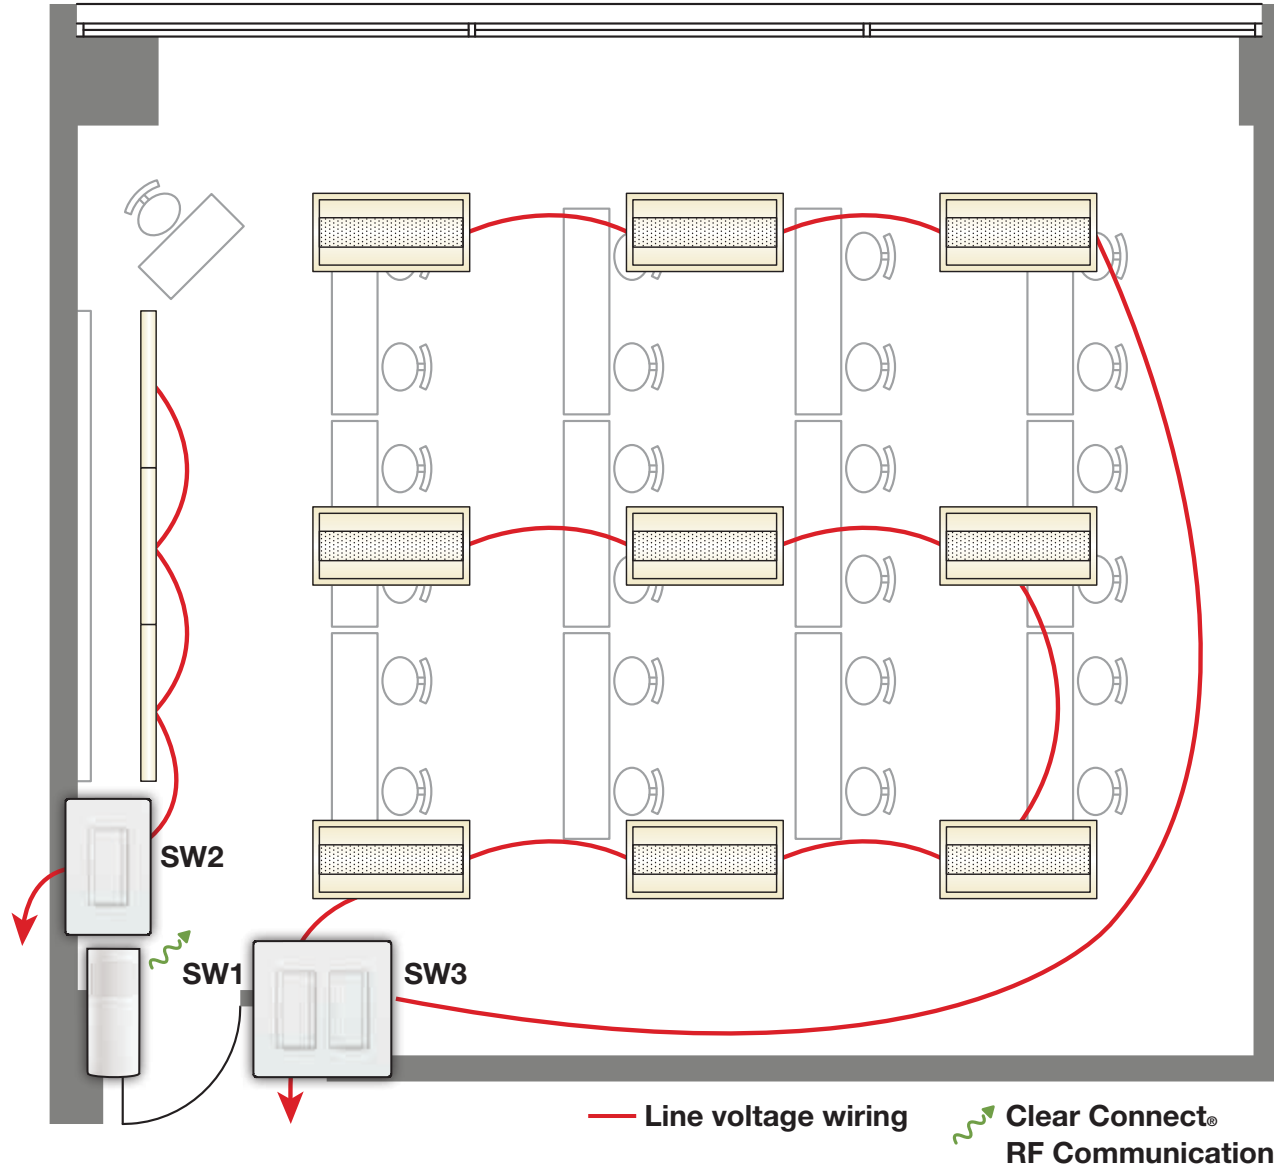 SW2
SW1
SW3
Line voltage wiring
Clear Connect®
RF Communication